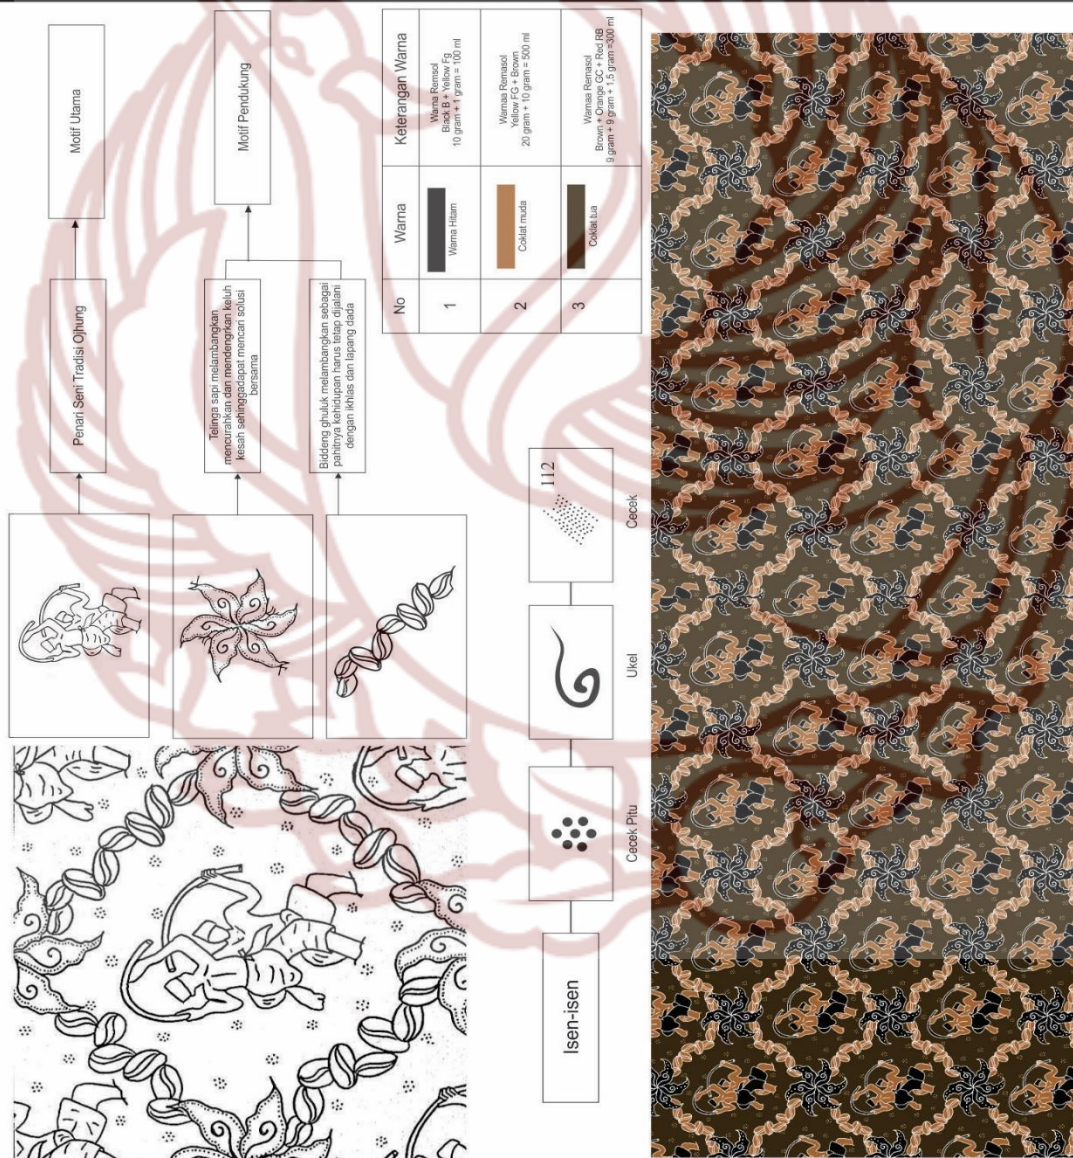 Penari Seni Tradisi Ojhung
Motif Utama
Telinga sapi melambangkan
mencurahkan dan mendengrkan keluh
kesah sehinggadapat mencari solusi
bersama
Motif Pendukung
Biddeng ghuluk melambangkan sebagai
pahitnya kehidupan harus tetap dijalani
dengan ikhlas dan lapang dada
No Warna Keterangan Warna
1
Warna Hitam
Warna Remsol
Black B + Yellow Fg
10 gram + 1 gram = 100 ml
2
Coklat muda
Warnaa Remasol
Yellow FG + Brown
20 gram + 10 gram = 500 ml
3
Coklat tua
Warnaa Remasol
Brown + Orange GC + Red RB
9 gram + 9 gram + 1,5 gram =300 ml
Isen-isen
Cecek Pitu
Ukel
112
Cecek